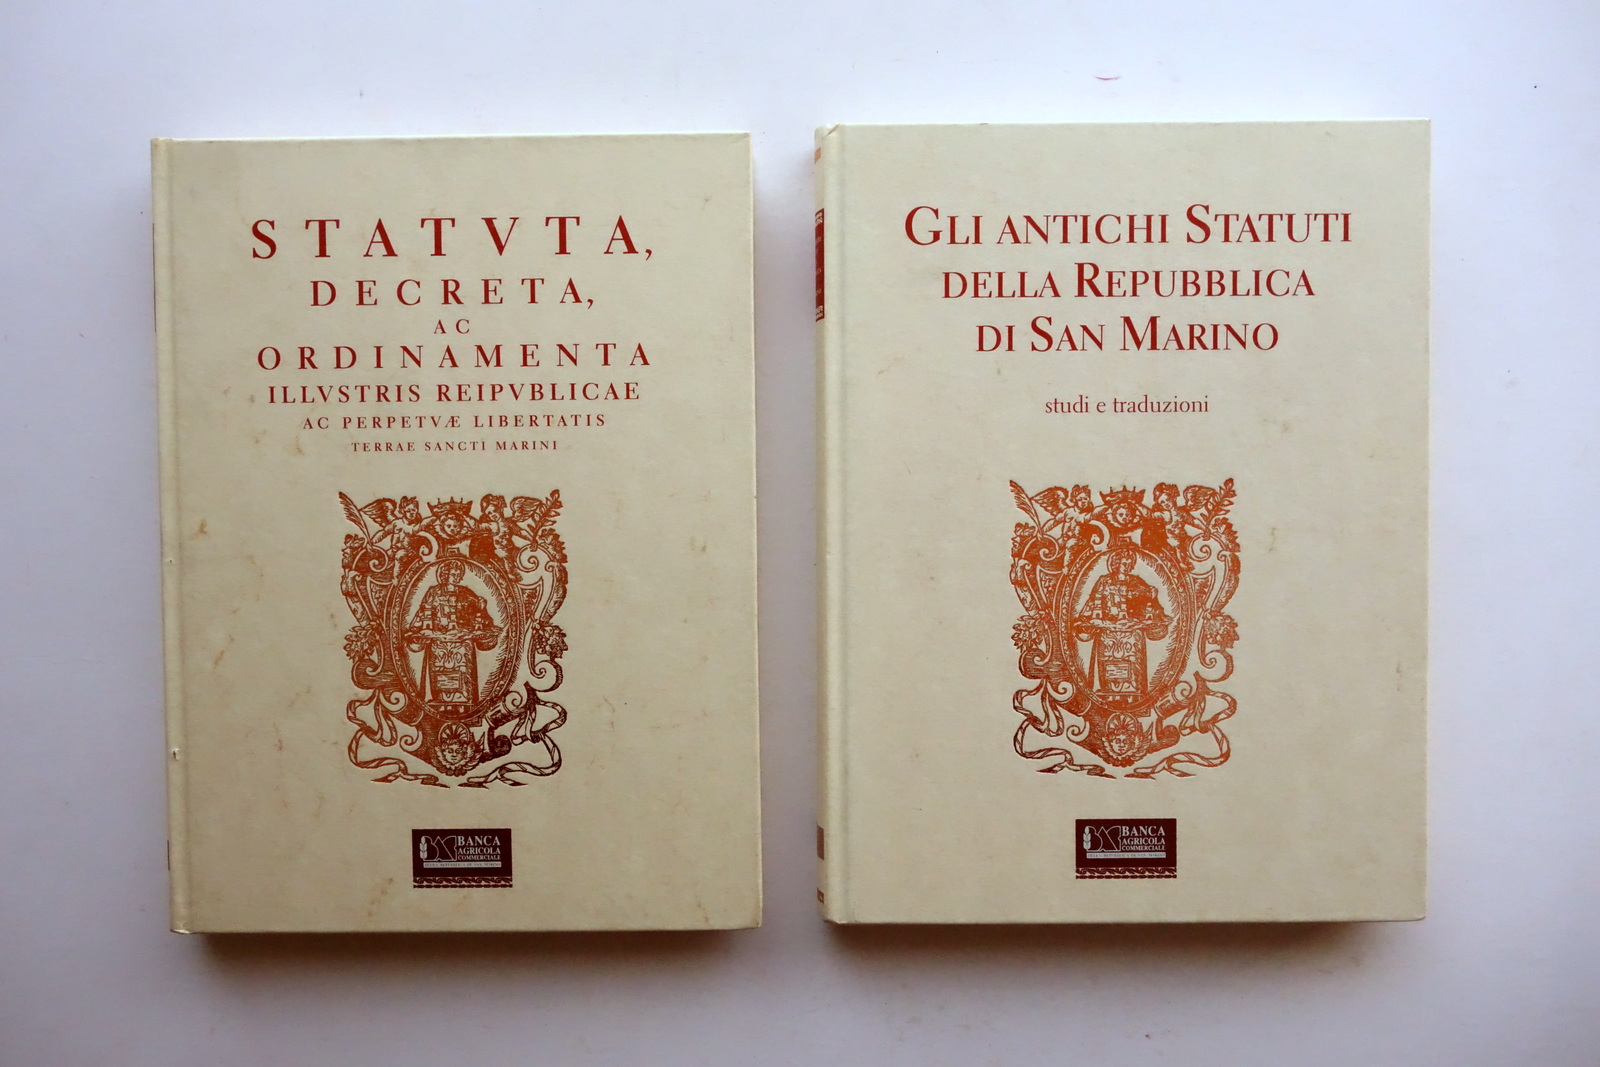 STATVTA,
DECRETA,
AC
ORDINAMENTA
ILLVSTRIS REIPVBLICAE
AC PERPETVÆ LIBERTATIS
TERRAE SANCTI MARINI
BANCA
AGRICOLA
COMMERCIALE
GLI ANTICHI STATUTI
DELLA REPUBBLICA
DI SAN MARINO
studi e traduzioni
BANCA
AGRICOLA
COMMERCIALE